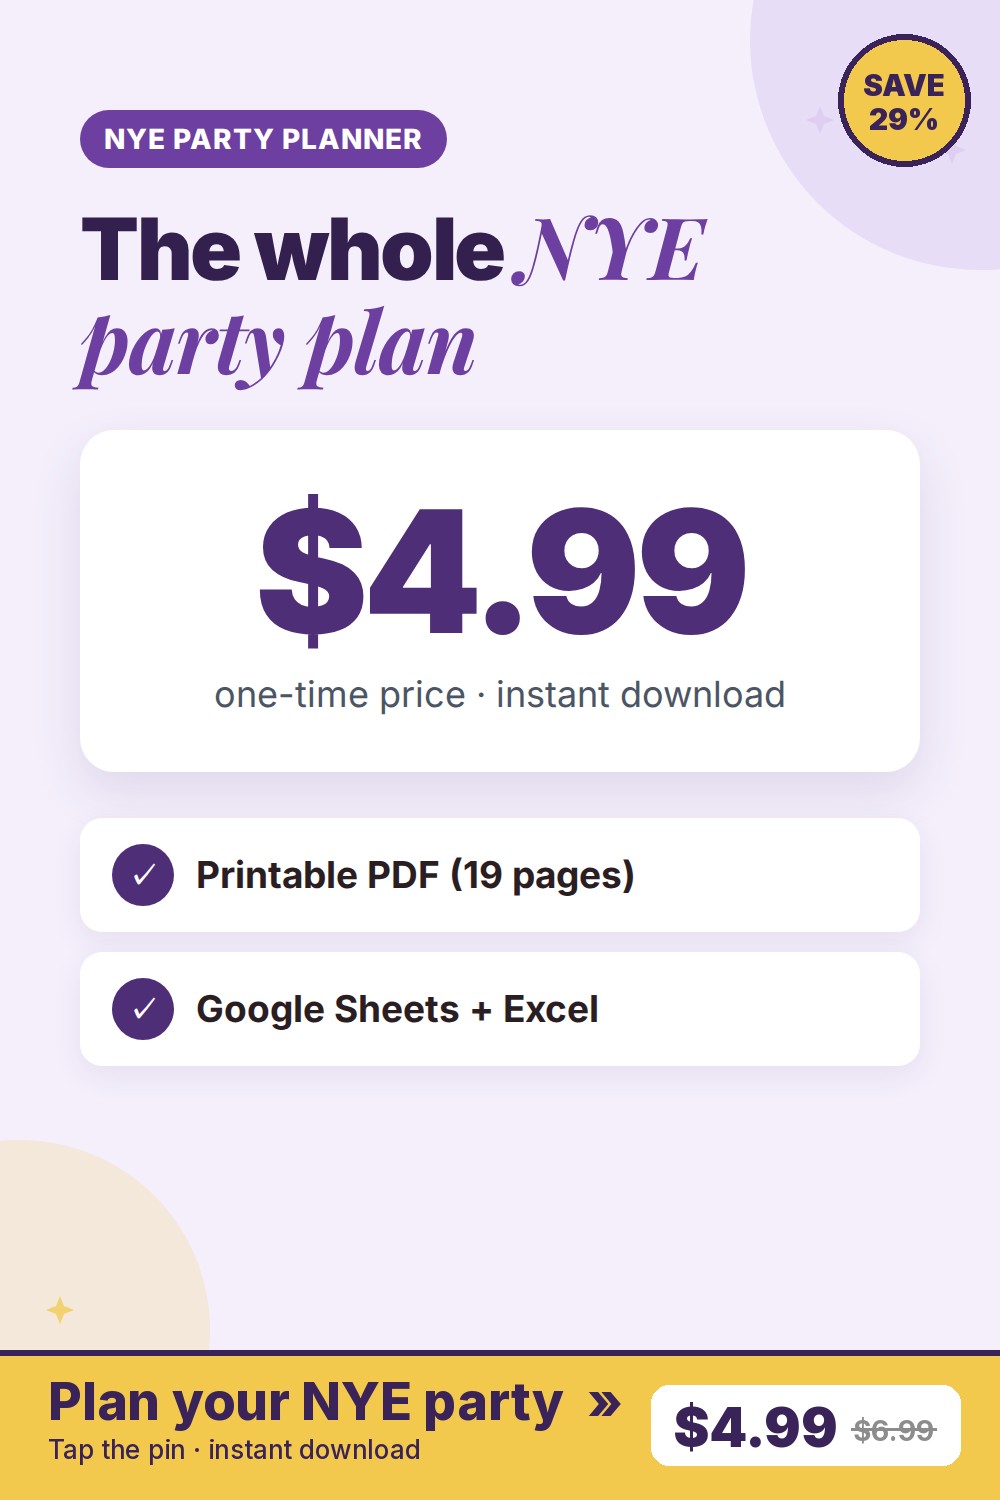 SAVE
29%
NYE PARTY PLANNER
The whole NYE
party plan
$4.99
one-time price · instant download
✓ Printable PDF (19 pages)
✓ Google Sheets + Excel
Plan your NYE party »
Tap the pin · instant download
$4.99 $6.99